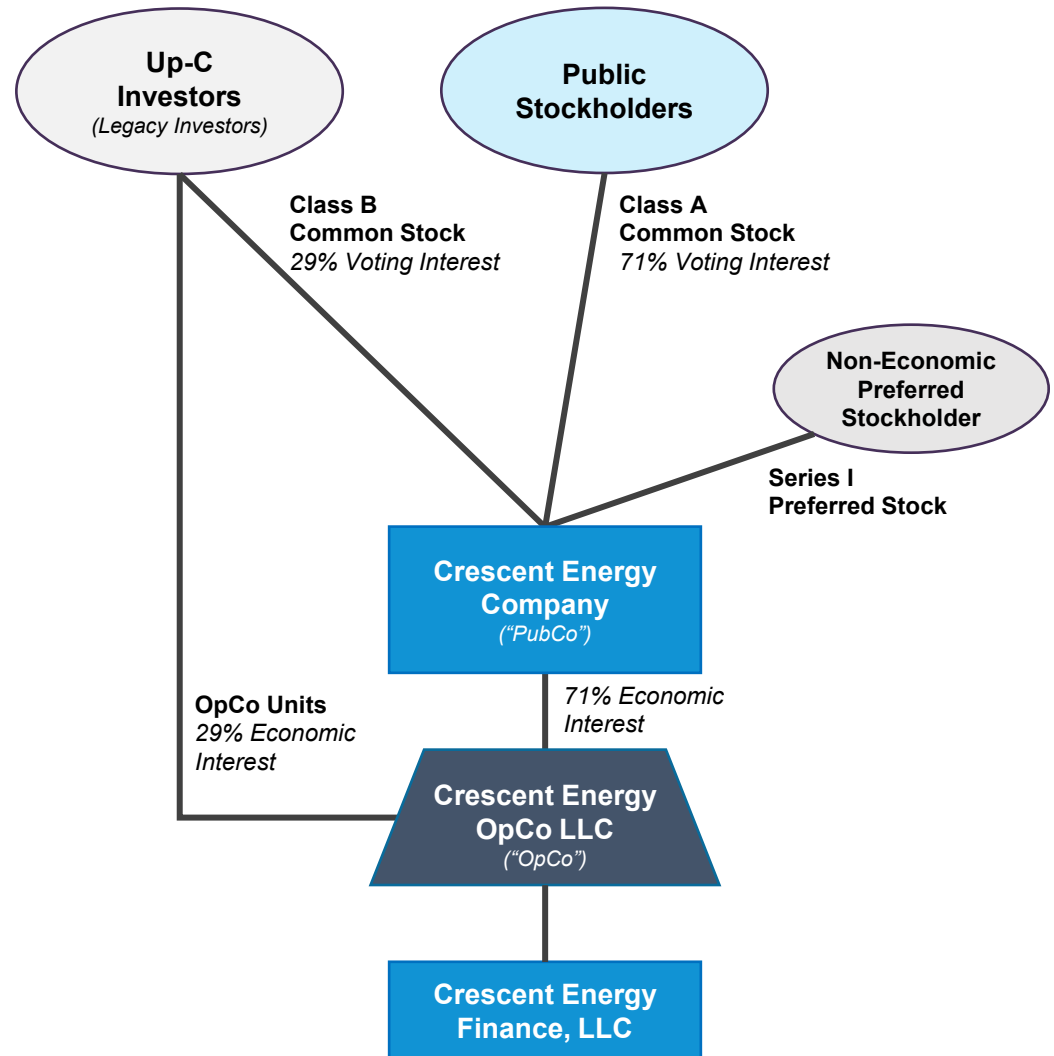 Up-C
Investors
(Legacy Investors)
Public
Stockholders
Class B
Common Stock
29% Voting Interest
Class A
Common Stock
71% Voting Interest
Non-Economic
Preferred
Stockholder
Series I
Preferred Stock
Crescent Energy
Company
(“PubCo”)
OpCo Units
29% Economic
Interest
71% Economic
Interest
Crescent Energy
OpCo LLC
(“OpCo”)
Crescent Energy
Finance, LLC